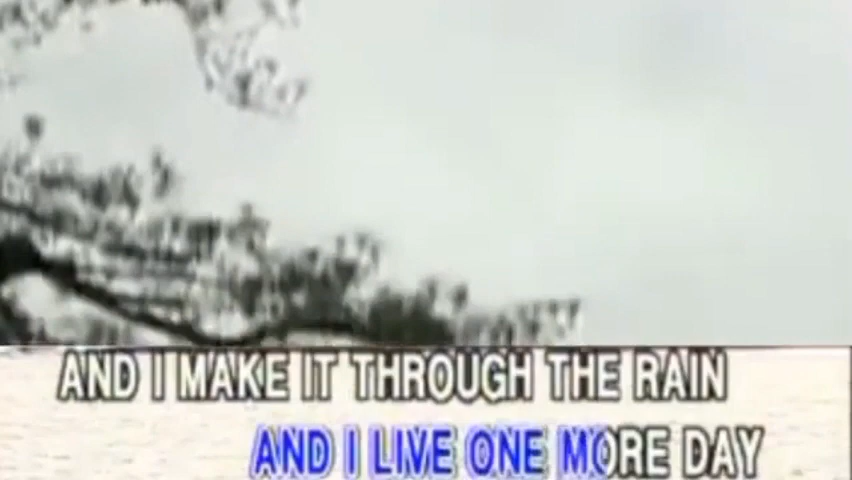 AND I MAKE IT THROUGH THE RAIN
AND I LIVE ONE MORE DAY